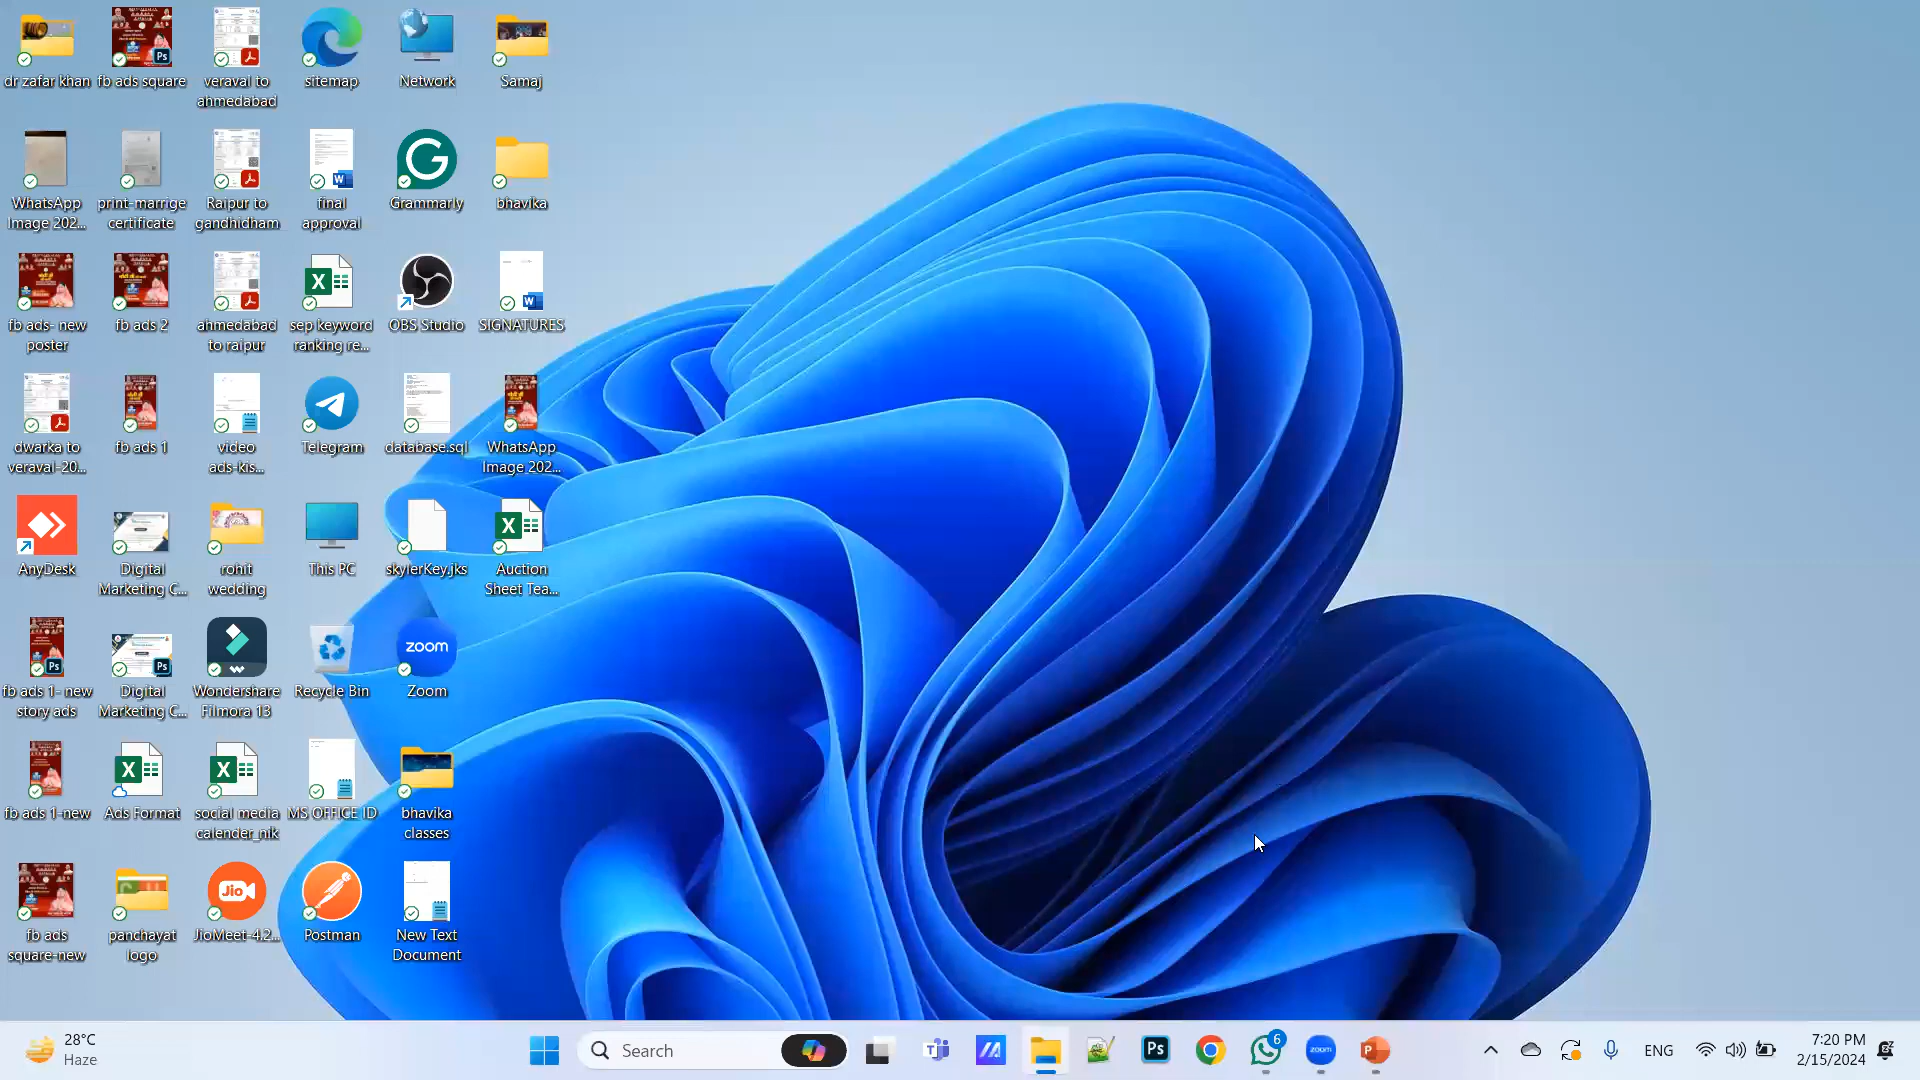 dr zafar khan
fb ads square
veraval to
ahmedabad
sitemap
Network
Samaj
WhatsApp
Image 202...
print-marrige
certificate
Raipur to
gandhidham
final
approval
Grammarly
bhavika
fb ads- new
poster
fb ads 2
ahmedabad
to raipur
sep keyword
ranking re...
OBS Studio
SIGNATURES
dwarka to
veraval-20...
fb ads 1
video
ads-kis...
Telegram
database.sql
WhatsApp
Image 202...
AnyDesk
Digital
Marketing C...
rohit
wedding
This PC
skylerKey.jks
Auction
Sheet Tea...
fb ads 1- new
story ads
Digital
Marketing C...
Wondershare
Filmora 13
Recycle Bin
zoom
Zoom
fb ads 1-new
Ads Format
social media
calender_nik
MS OFFICE ID
bhavika
classes
fb ads
square-new
panchayat
logo
Jio
JioMeet-4.2...
Postman
New Text
Document
28°C
Haze
Search
Ps
6
zoom
ENG
7:20 PM
2/15/2024